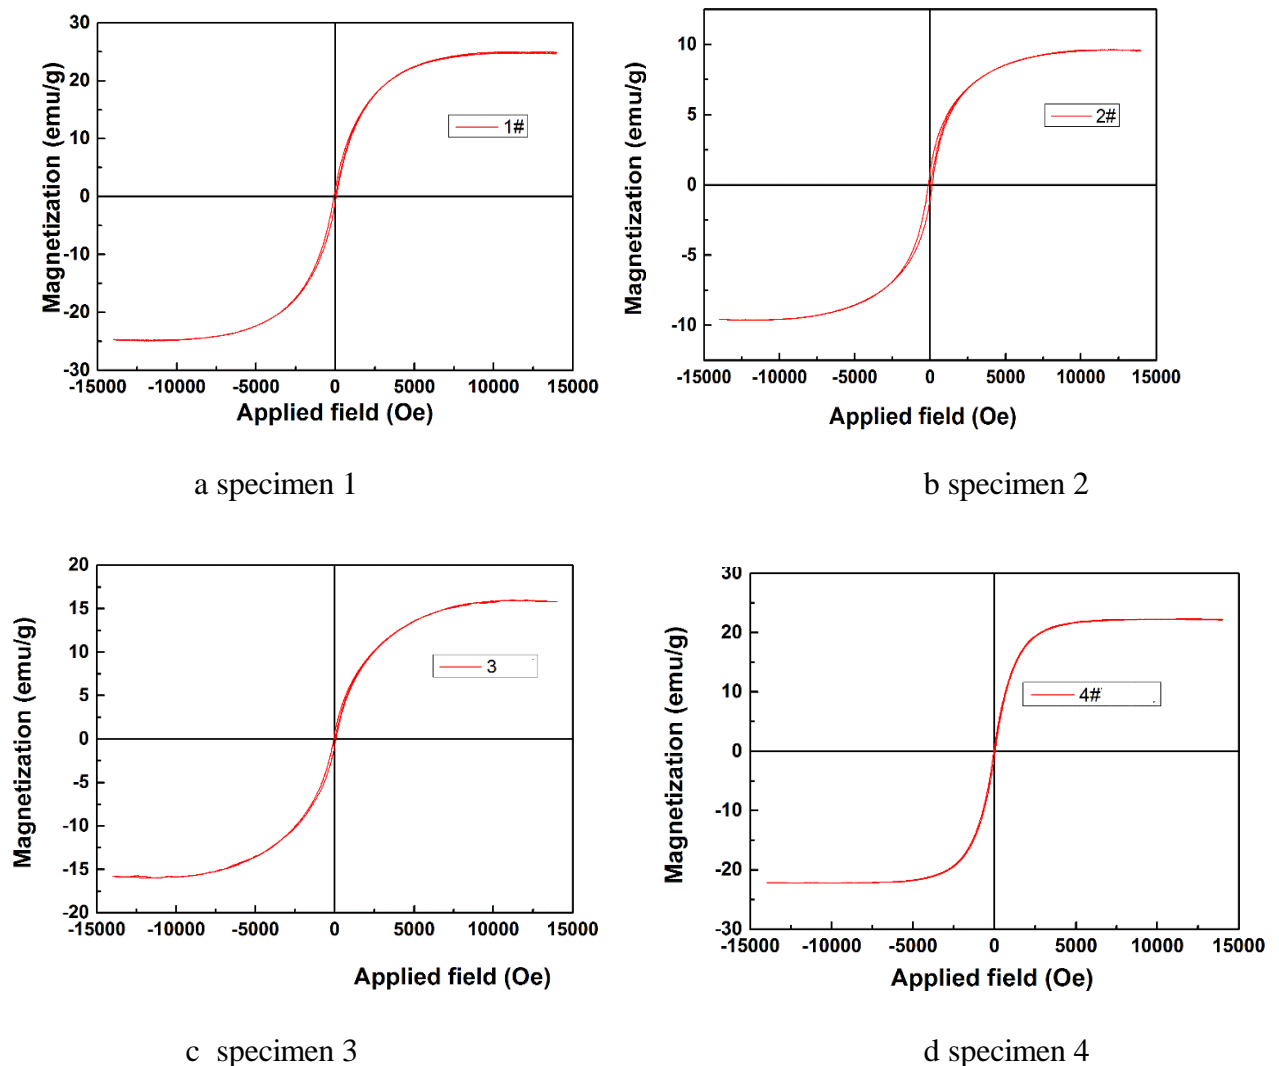 30
20
10
0
-10
-20
-30
-15000 -10000 -5000 0 5000 10000 15000
Magnetization (emu/g)
Applied field (Oe)
1#
a specimen 1
10
5
0
-5
-10
-15000 -10000 -5000 0 5000 10000 15000
Magnetization (emu/g)
Applied field (Oe)
2#
b specimen 2
20
15
10
5
0
-5
-10
-15
-20
-15000 -10000 -5000 0 5000 10000 15000
Magnetization (emu/g)
Applied field (Oe)
3
c specimen 3
30
20
10
0
-10
-20
-30
-15000 -10000 -5000 0 5000 10000 15000
Magnetization (emu/g)
Applied field (Oe)
4#
d specimen 4